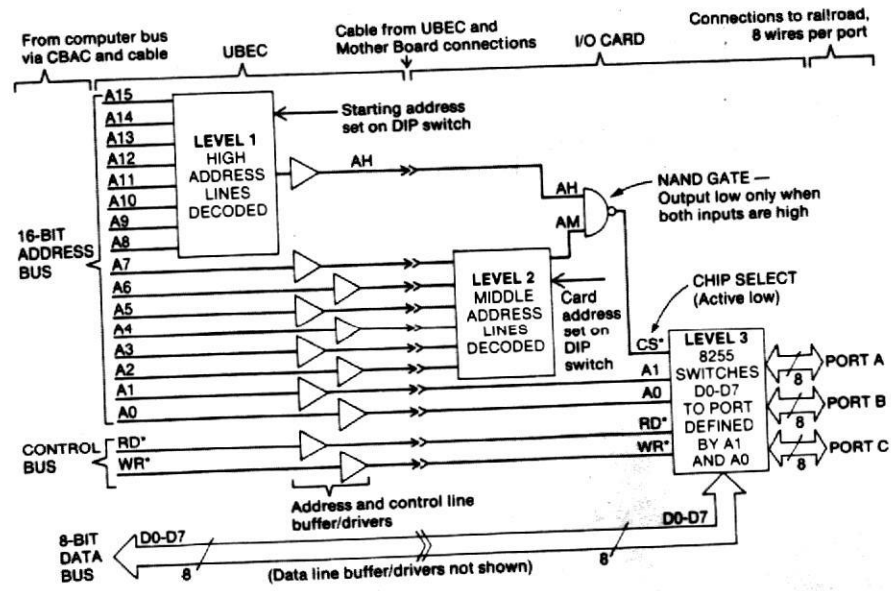 From computer bus
via CBAC and cable
UBEC
Cable from UBEC and
Mother Board connections
I/O CARD
Connections to railroad,
8 wires per port
16-BIT
ADDRESS
BUS
A15
A14
A13
A12
A11
A10
A9
A8
A7
A6
A5
A4
A3
A2
A1
A0
LEVEL 1
HIGH
ADDRESS
LINES
DECODED
Starting address
set on DIP switch
AH
AH
AM
NAND GATE —
Output low only when
both inputs are high
LEVEL 2
MIDDLE
ADDRESS
LINES
DECODED
Card
address
set on
DIP
switch
CHIP SELECT
(Active low)
CS*
A1
A0
RD*
WR*
LEVEL 3
8255
SWITCHES
D0-D7
TO PORT
DEFINED
BY A1
AND A0
8
PORT A
8
PORT B
8
PORT C
CONTROL
BUS
RD*
WR*
Address and control line
buffer/drivers
8-BIT
DATA
BUS
D0-D7
8
(Data line buffer/drivers not shown)
8
D0-D7